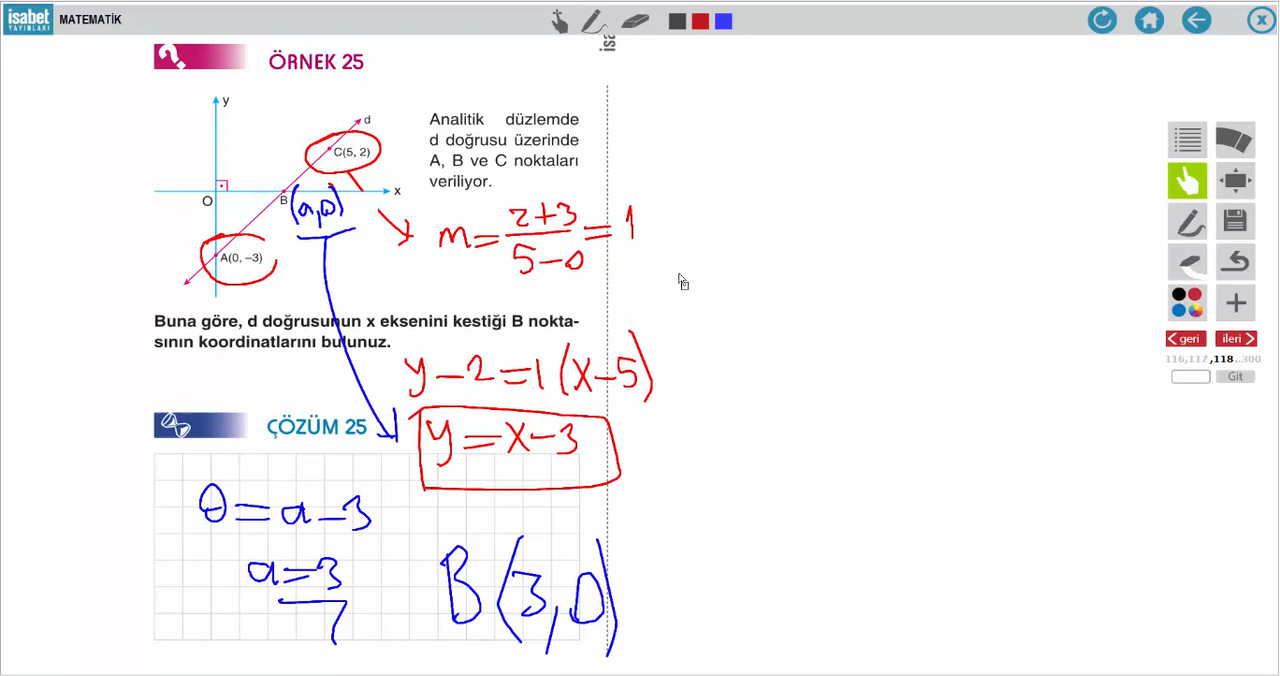 isabet
YAYINLARI
MATEMATİK
ÖRNEK 25
isa
y
d
C(5, 2)
x
O
B
(a,0)
A(0, –3)
Analitik düzlemde
d doğrusu üzerinde
A, B ve C noktaları
veriliyor.
m = 2+3 / 5-0 = 1
Buna göre, d doğrusunun x eksenini kestiği B nokta-
sının koordinatlarını bulunuz.
y - 2 = 1 (x - 5)
y = x - 3
ÇÖZÜM 25
0 = a - 3
a = 3
B (3, 0)
geri
ileri
116,117,118..300
Git